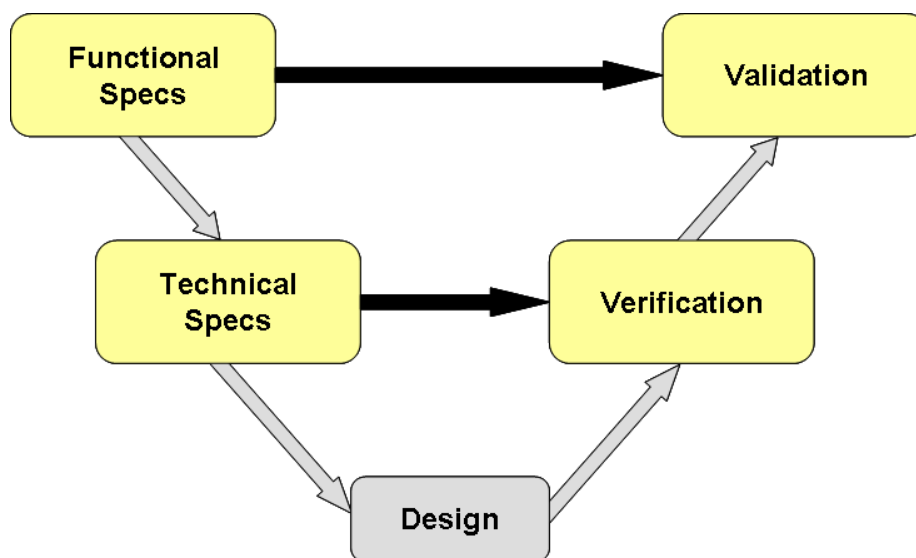 Functional
Specs
Validation
Technical
Specs
Verification
Design